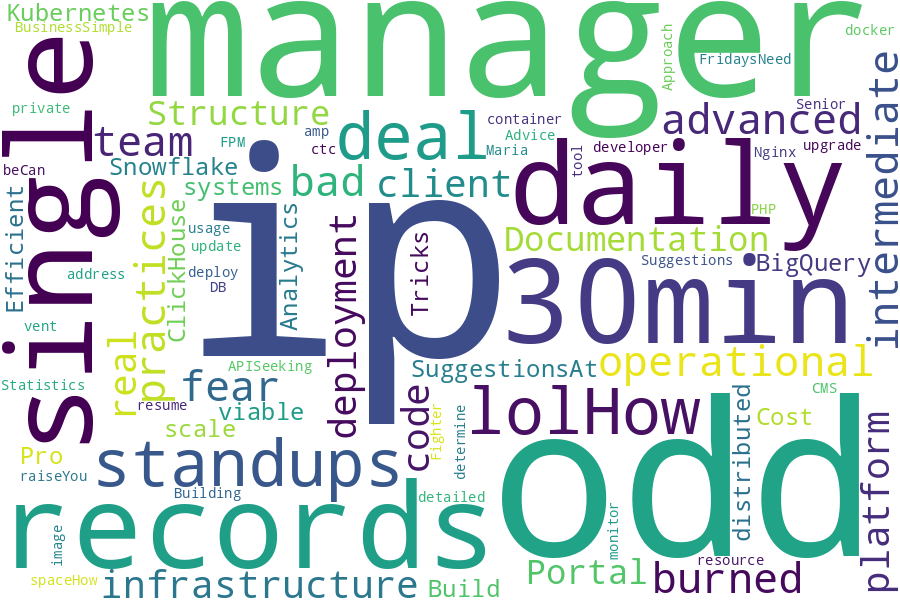 Kubernetes
manager
BusinessSimple
docker
Approach
FridaysNeed
single
private
Structure
Senior
intermediate
advanced
team
FPM
amp
ctc
deal
container
Advice
Maria
developer
tool
Nginx
upgrade
beCan
Snowflake
systems
bad
client
daily
PHP
Efficient
practices
ClickHouse
usage
update
Analytics
ip
deployment
Tricks
Documentation
address
deploy
DB
30min
Suggestions
BigQuery
vent
real
APISeeking
SuggestionsAt
operational
Statistics
resume
fear
viable
code
lolHow
CMS
scale
Fighter
determine
distributed
Cost
platform
Pro
raiseYou
standups
Building
odd
records
detailed
monitor
image
spaceHow
infrastructure
Build
Portal
resource
burned